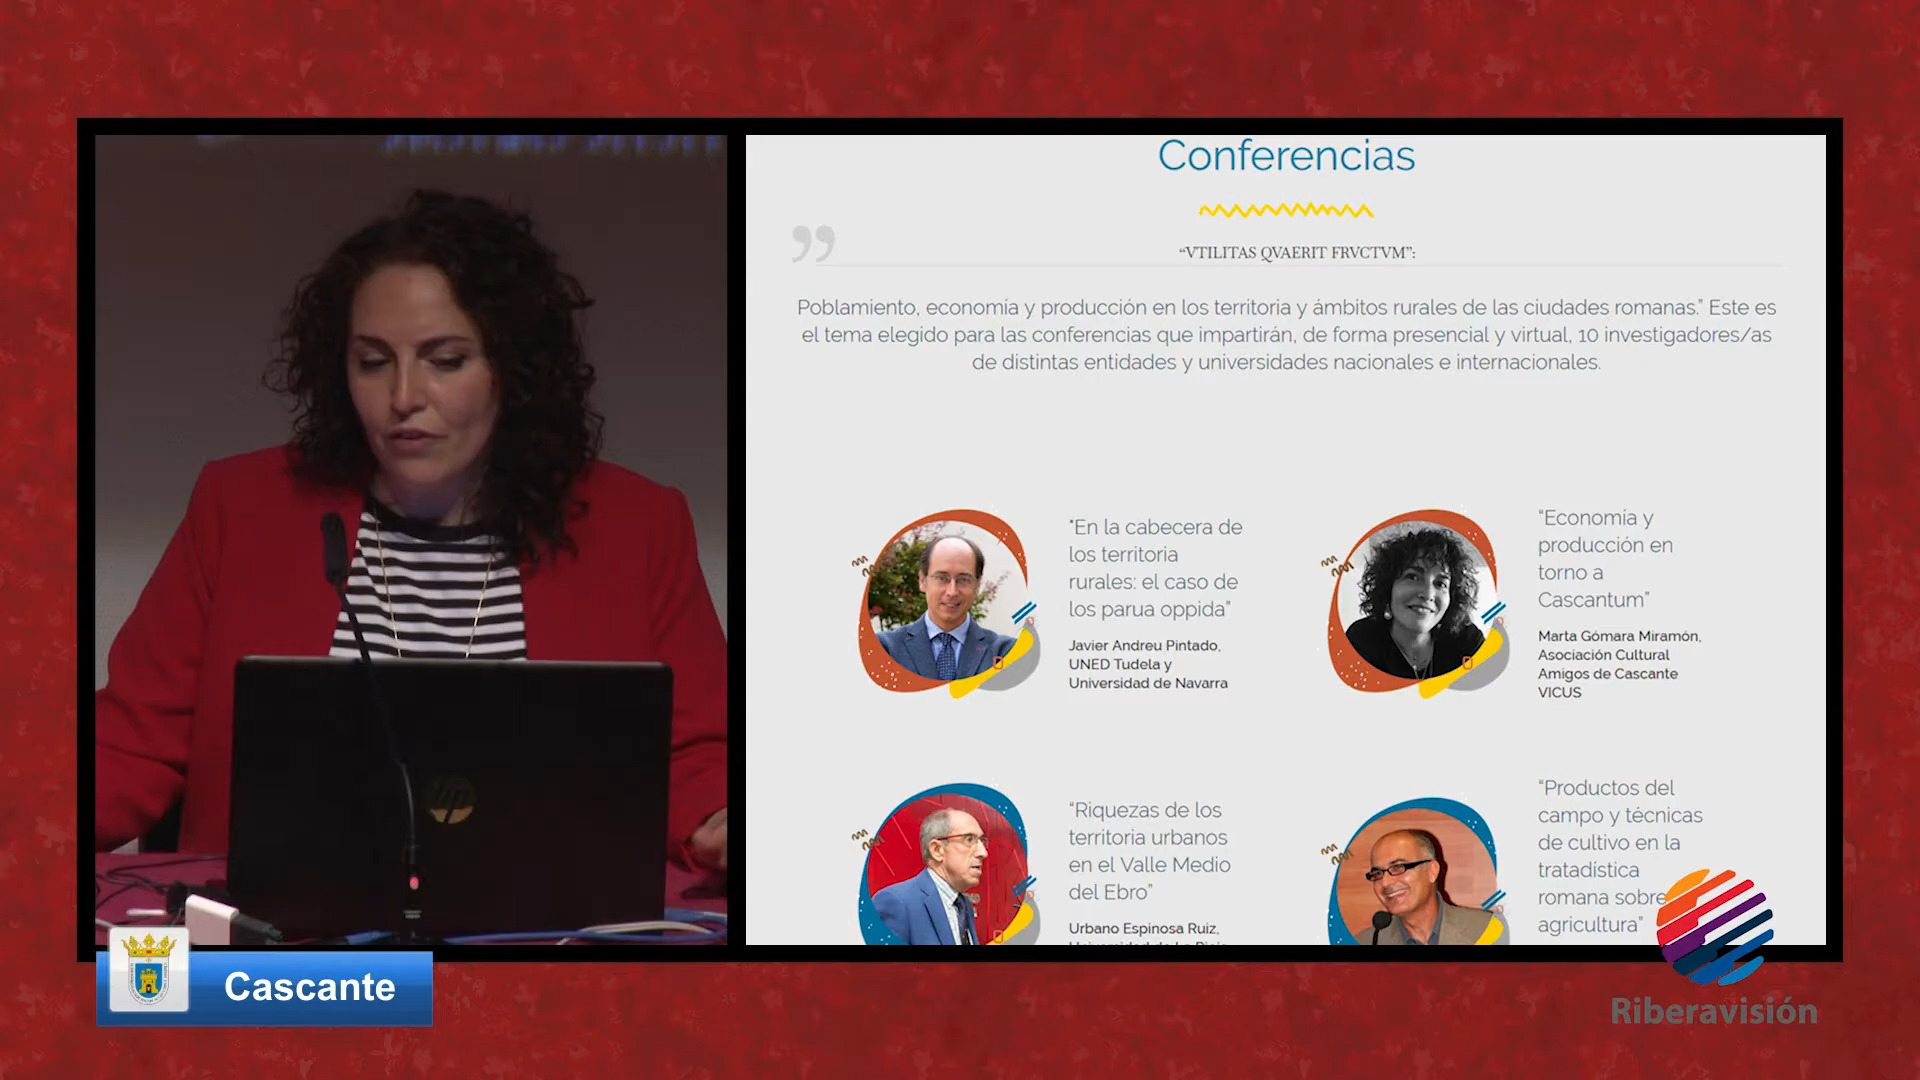 Conferencias
”
“VTILITAS QVAERIT FRVCTVM”:
Poblamiento, economía y producción en los territoria y ámbitos rurales de las ciudades romanas.” Este es
el tema elegido para las conferencias que impartirán, de forma presencial y virtual, 10 investigadores/as
de distintas entidades y universidades nacionales e internacionales.
"En la cabecera de
los territoria
rurales: el caso de
los parua oppida”
Javier Andreu Pintado,
UNED Tudela y
Universidad de Navarra
“Economía y
producción en
torno a
Cascantum”
Marta Gómara Miramón,
Asociación Cultural
Amigos de Cascante
VICUS
“Riquezas de los
territoria urbanos
en el Valle Medio
del Ebro”
Urbano Espinosa Ruiz,
“Productos del
campo y técnicas
de cultivo en la
tratadística
romana sobre
agricultura”
hp
Cascante
Riberavisión